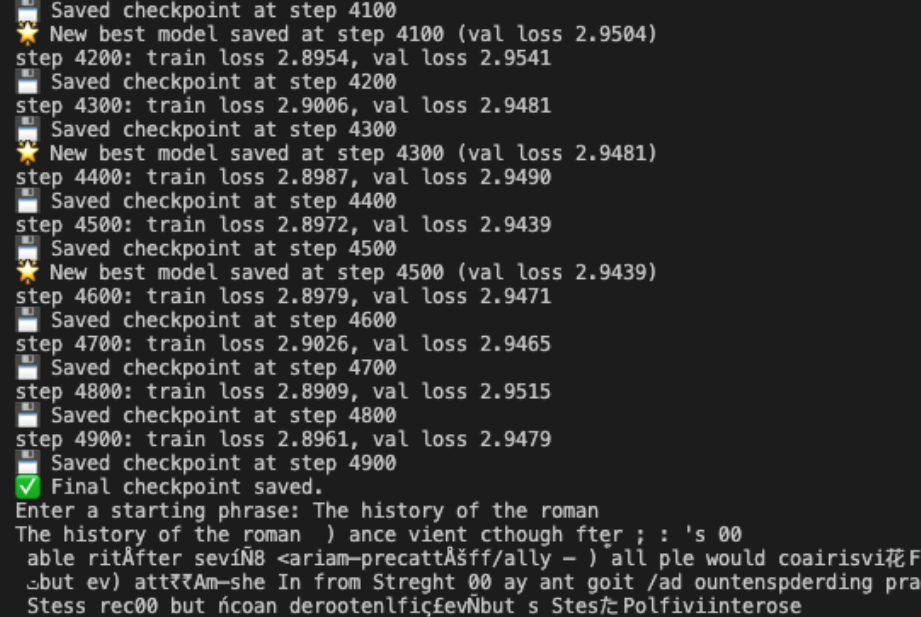 💾 Saved checkpoint at step 4100
🌟 New best model saved at step 4100 (val loss 2.9504)
step 4200: train loss 2.8954, val loss 2.9541
💾 Saved checkpoint at step 4200
step 4300: train loss 2.9006, val loss 2.9481
💾 Saved checkpoint at step 4300
🌟 New best model saved at step 4300 (val loss 2.9481)
step 4400: train loss 2.8987, val loss 2.9490
💾 Saved checkpoint at step 4400
step 4500: train loss 2.8972, val loss 2.9439
💾 Saved checkpoint at step 4500
🌟 New best model saved at step 4500 (val loss 2.9439)
step 4600: train loss 2.8979, val loss 2.9471
💾 Saved checkpoint at step 4600
step 4700: train loss 2.9026, val loss 2.9465
💾 Saved checkpoint at step 4700
step 4800: train loss 2.8909, val loss 2.9515
💾 Saved checkpoint at step 4800
step 4900: train loss 2.8961, val loss 2.9479
💾 Saved checkpoint at step 4900
✅ Final checkpoint saved.
Enter a starting phrase: The history of the roman
The history of the roman  ) ance vient cthough fter ; : 's 00
able ritÅfter sevíÑ8 <ariam—precattÅšff/ally – ) all ple would coairisvi花F
but ev) att₹₹Am—she In from Streght 00 ay ant goit /ad ountenspderding pra
Stess rec00 but ńcoan derootenlfiç£evÑbut s Stesた Polfiviinterose